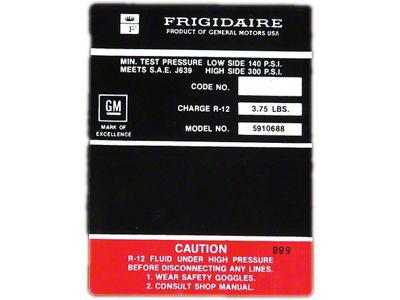 F
FRIGIDAIRE
PRODUCT OF GENERAL MOTORS USA
MIN. TEST PRESSURE LOW SIDE 140 P.S.I.
MEETS S.A.E. J639 HIGH SIDE 300 P.S.I.
CODE NO.
GM
MARK OF
EXCELLENCE
CHARGE R-12 3.75 LBS.
MODEL NO. 5910688
CAUTION
889
R-12 FLUID UNDER HIGH PRESSURE
BEFORE DISCONNECTING ANY LINES.
1. WEAR SAFETY GOGGLES.
2. CONSULT SHOP MANUAL.